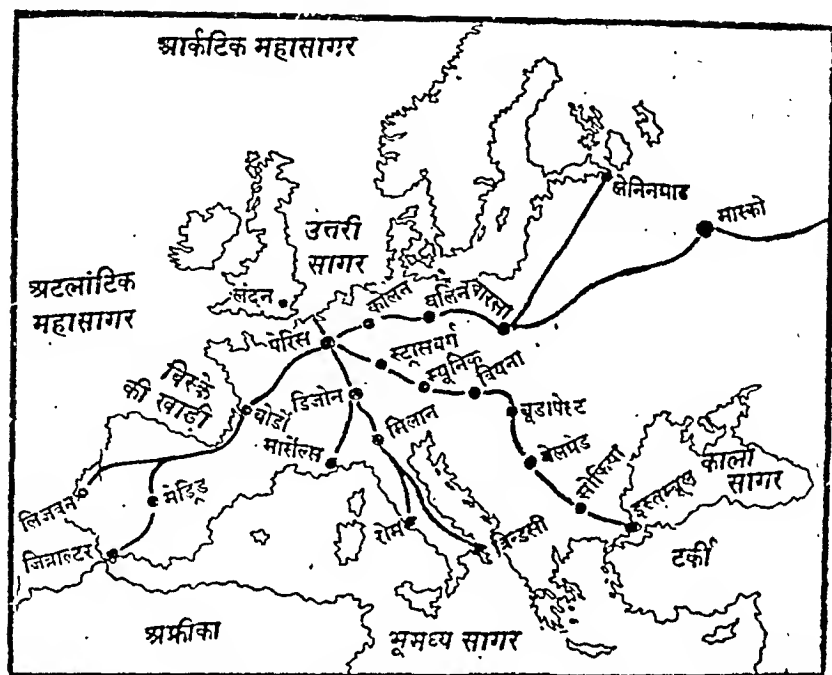 आर्कटिक महासागर
लेनिनग्राड
मास्को
उत्तरी
सागर
अटलांटिक
महासागर
लंदन
कोलन
बर्लिन
वारसा
पेरिस
स्ट्रासबर्ग
म्यूनिक
वियना
बिस्के
की खाड़ी
डिजोन
बोर्डो
मिलान
बूडापेस्ट
मार्सेल्स
बेलग्रेड
सोफिया
काला
सागर
लिजबन
मेड्रिड
रोम
इस्तम्बूल
ब्रिन्डसी
जिब्राल्टर
टर्की
अफ्रीका
भूमध्य सागर